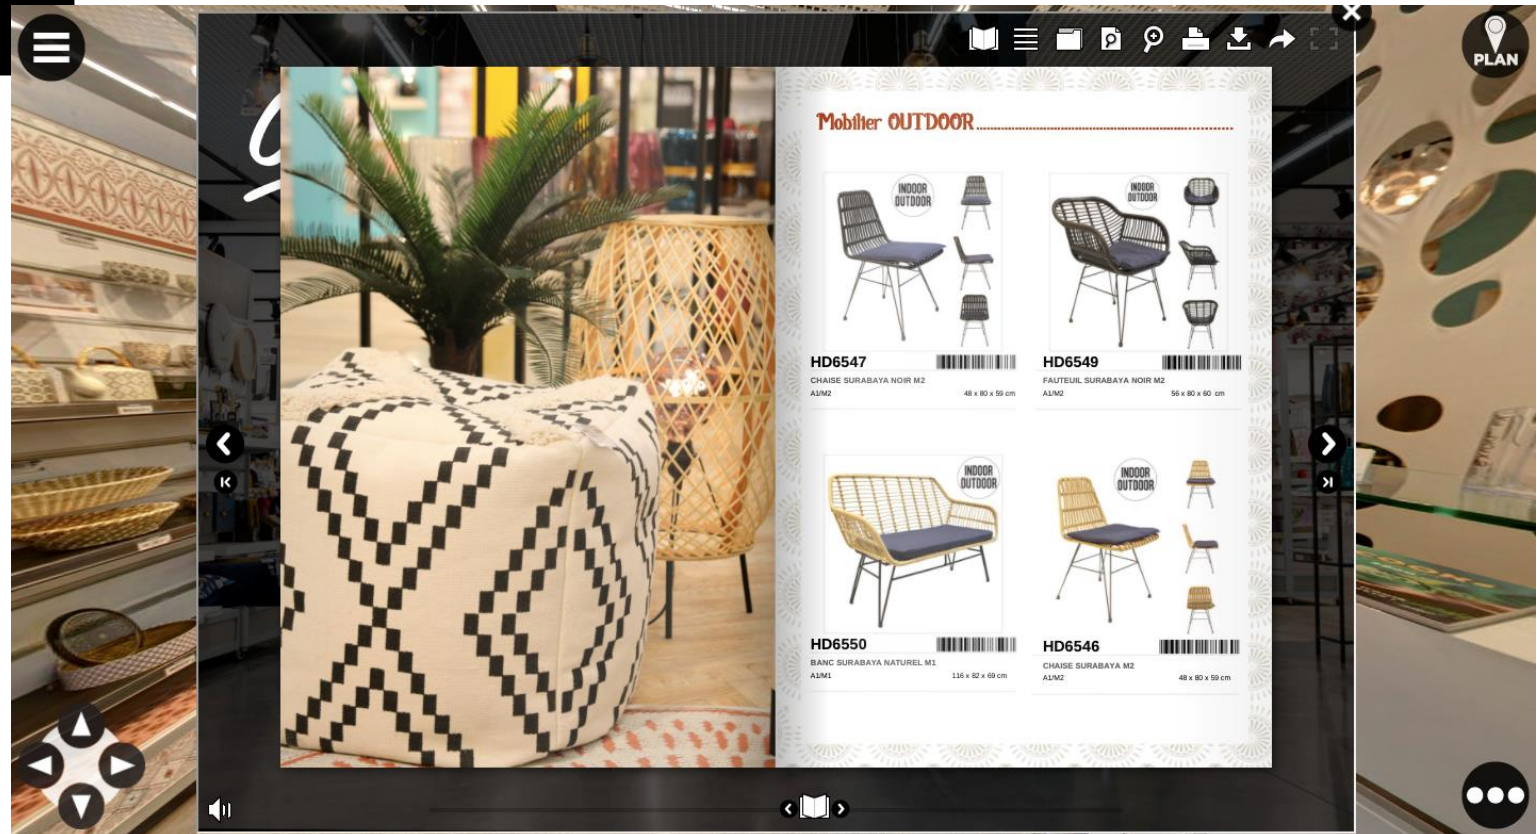 PLAN
Mobilier OUTDOOR
INDOOR
OUTDOOR
INDOOR
OUTDOOR
HD6547
CHAISE SURABAYA NOIR M2
A1/M2 48 x 80 x 59 cm
HD6549
FAUTEUIL SURABAYA NOIR M2
A1/M2 56 x 80 x 60 cm
INDOOR
OUTDOOR
INDOOR
OUTDOOR
HD6550
BANC SURABAYA NATUREL M1
A1/M1 116 x 82 x 69 cm
HD6546
CHAISE SURABAYA M2
A1/M2 48 x 80 x 59 cm